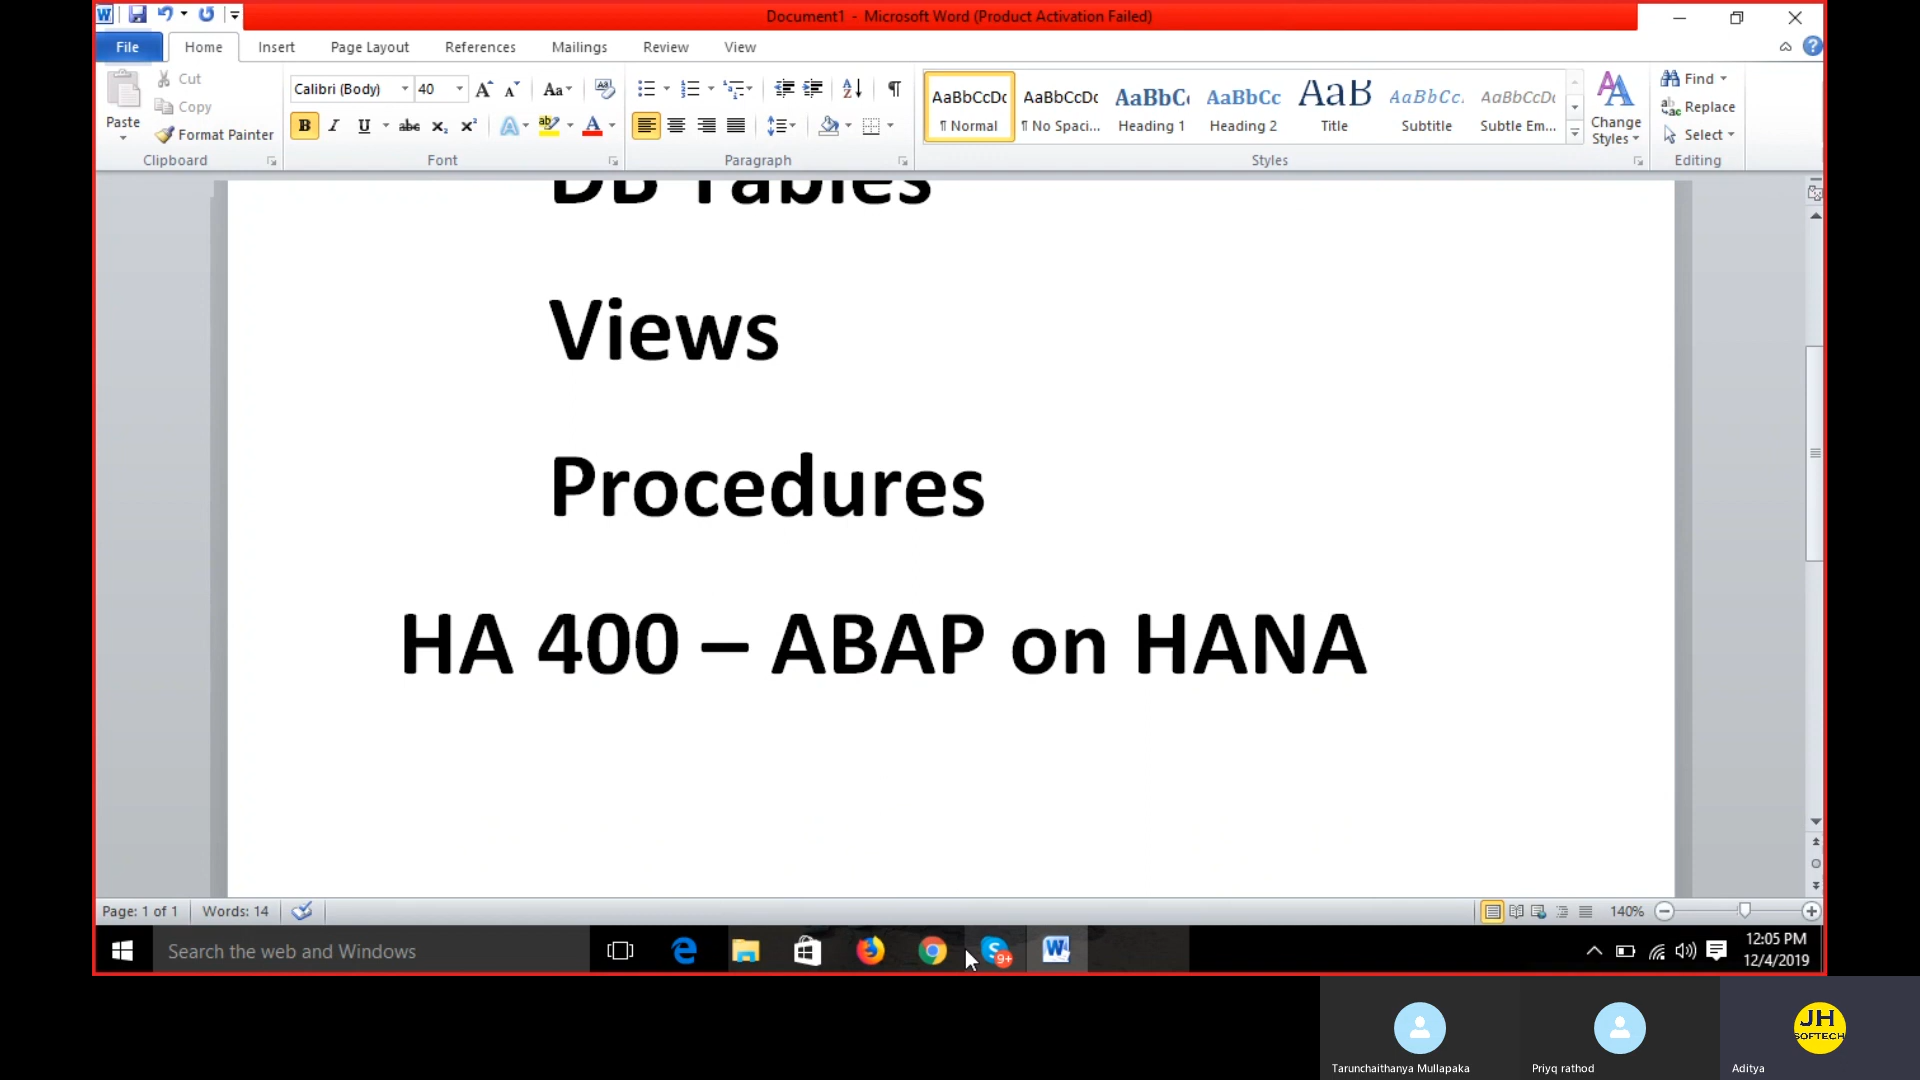 Document1 - Microsoft Word (Product Activation Failed)
File Home Insert Page Layout References Mailings Review View
Cut
Copy
Format Painter
Paste
Clipboard
Calibri (Body) 40
Font
Paragraph
AaBbCcDc AaBbCcDc AaBbC AaBbCc AaB AaBbCc. AaBbCcDc
¶ Normal ¶ No Spaci... Heading 1 Heading 2 Title Subtitle Subtle Em...
Styles
Change Styles
Find
Replace
Select
Editing
DB Tables
Views
Procedures
HA 400 – ABAP on HANA
Page: 1 of 1 Words: 14 140%
Search the web and Windows
9+
12:05 PM
12/4/2019
JH
SOFTECH
Tarunchaithanya Mullapaka Priyq rathod Aditya